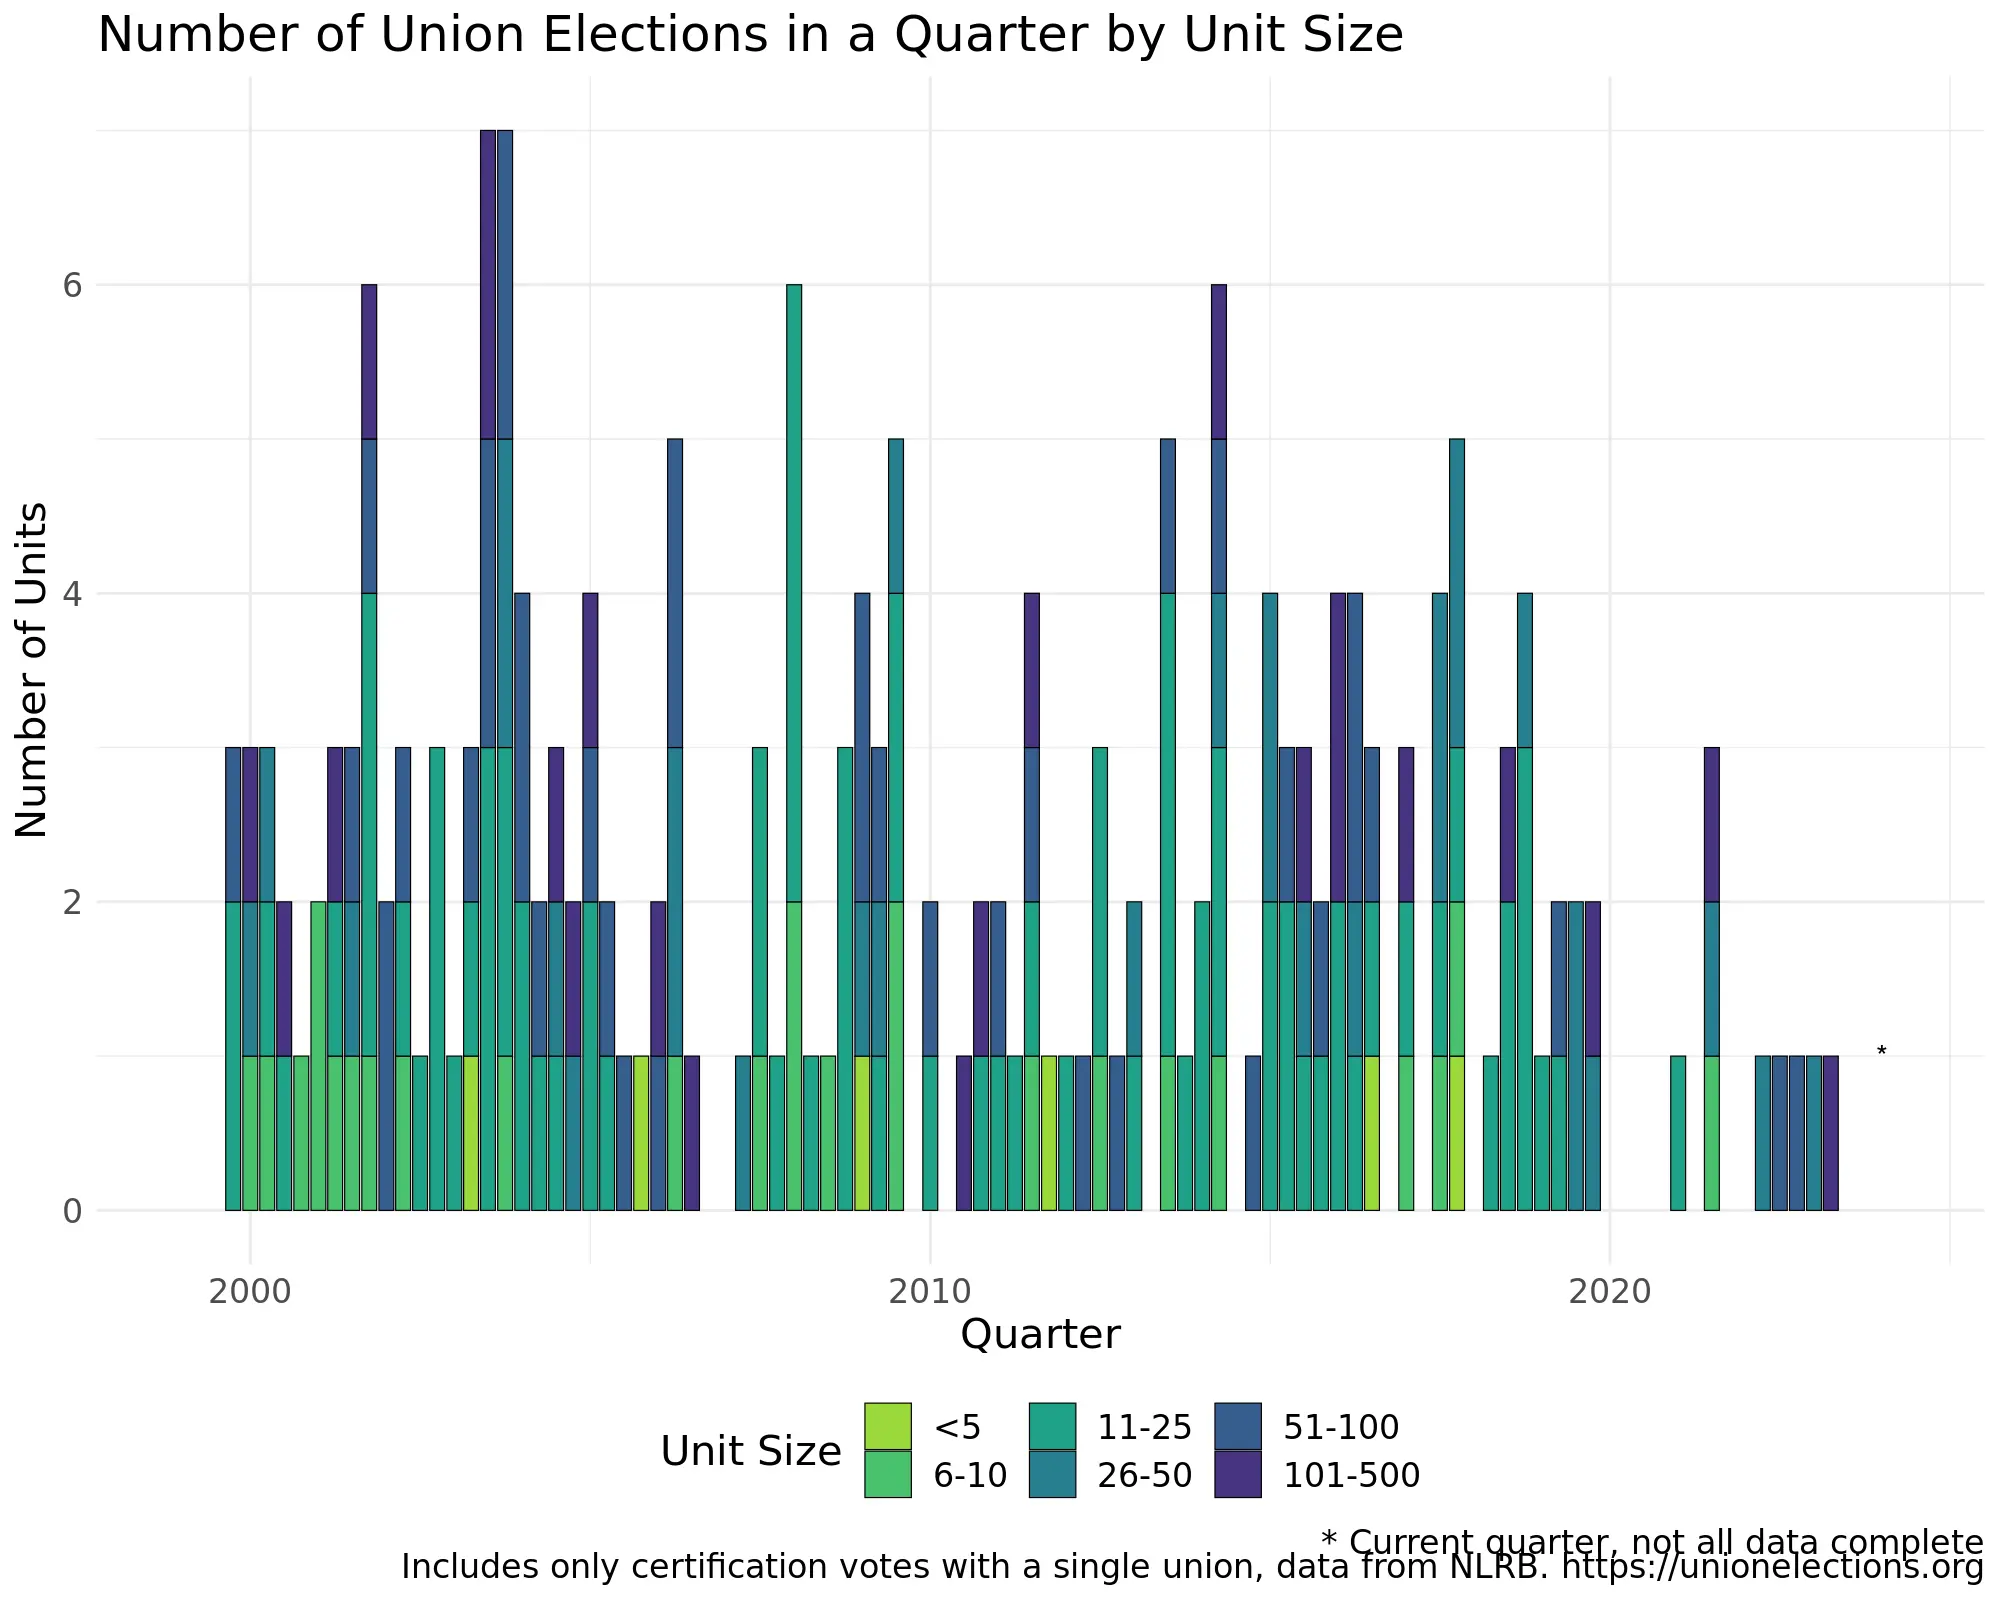 Number of Union Elections in a Quarter by Unit Size
Number of Units
6
4
2
0
*
2000 2010 2020
Quarter
Unit Size
<5 11-25 51-100
6-10 26-50 101-500
* Current quarter, not all data complete
Includes only certification votes with a single union, data from NLRB. https://unionelections.org